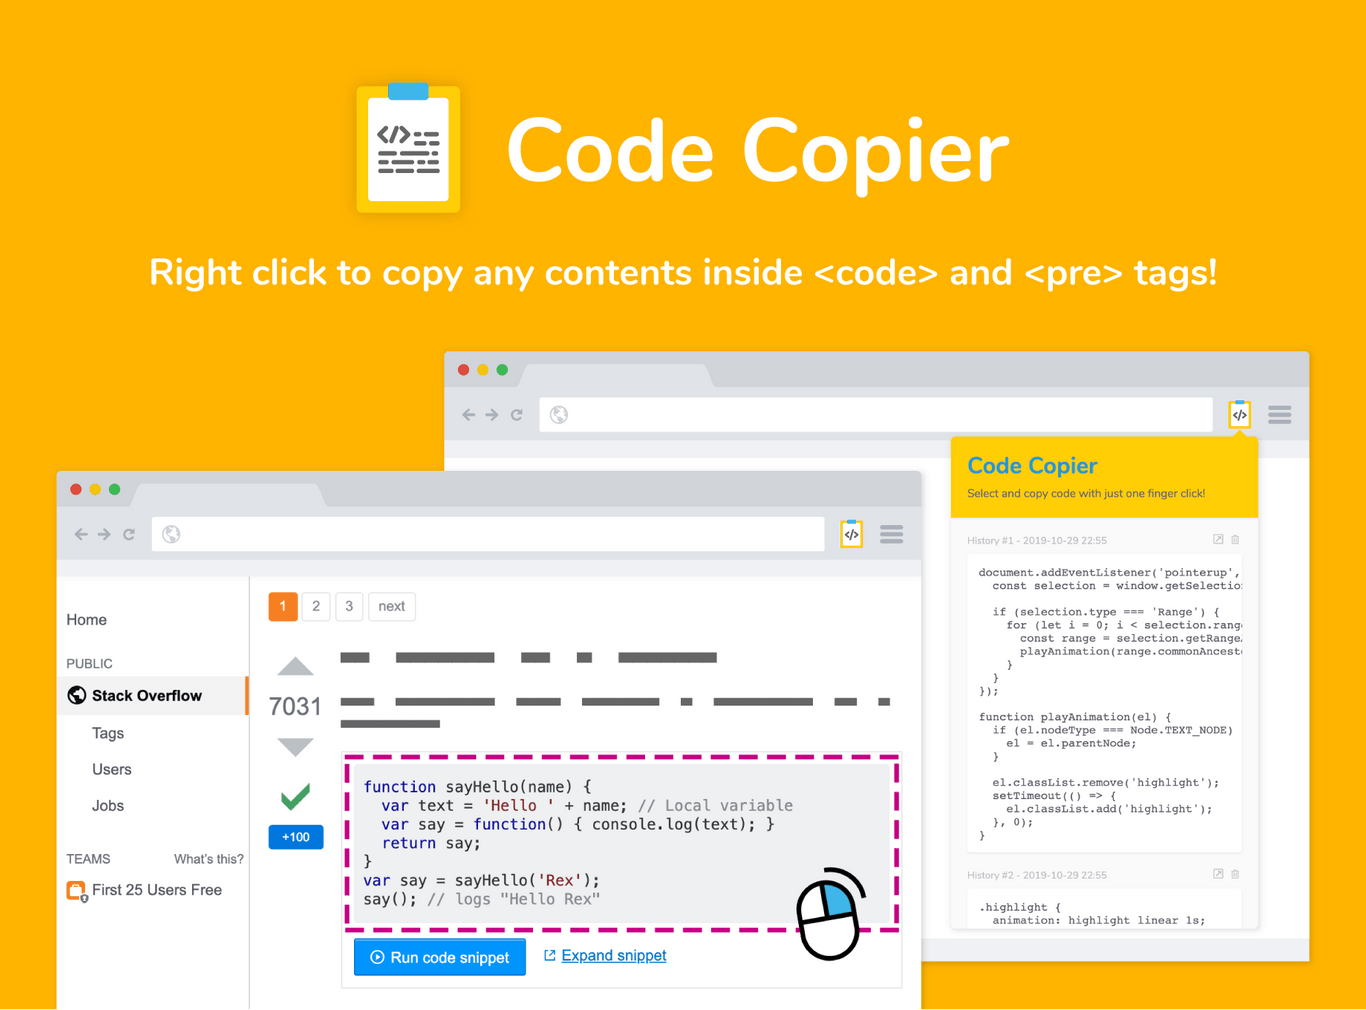 Code Copier
Right click to copy any contents inside <code> and <pre> tags!
</>
</>
Code Copier
Select and copy code with just one finger click!
History #1 - 2019-10-29 22:55
document.addEventListener('pointerup',
const selection = window.getSelectio
if (selection.type === 'Range') {
for (let i = 0; i < selection.rang
const range = selection.getRange
playAnimation(range.commonAncest
}
}
});
function playAnimation(el) {
if (el.nodeType === Node.TEXT_NODE)
el = el.parentNode;
}
el.classList.remove('highlight');
setTimeout(() => {
el.classList.add('highlight');
}, 0);
}
History #2 - 2019-10-29 22:55
.highlight {
animation: highlight linear 1s;
</>
Home
PUBLIC
Stack Overflow
Tags
Users
Jobs
TEAMS What's this?
First 25 Users Free
1 2 3 next
7031
+100
function sayHello(name) {
var text = 'Hello ' + name; // Local variable
var say = function() { console.log(text); }
return say;
}
var say = sayHello('Rex');
say(); // logs "Hello Rex"
Run code snippet
Expand snippet